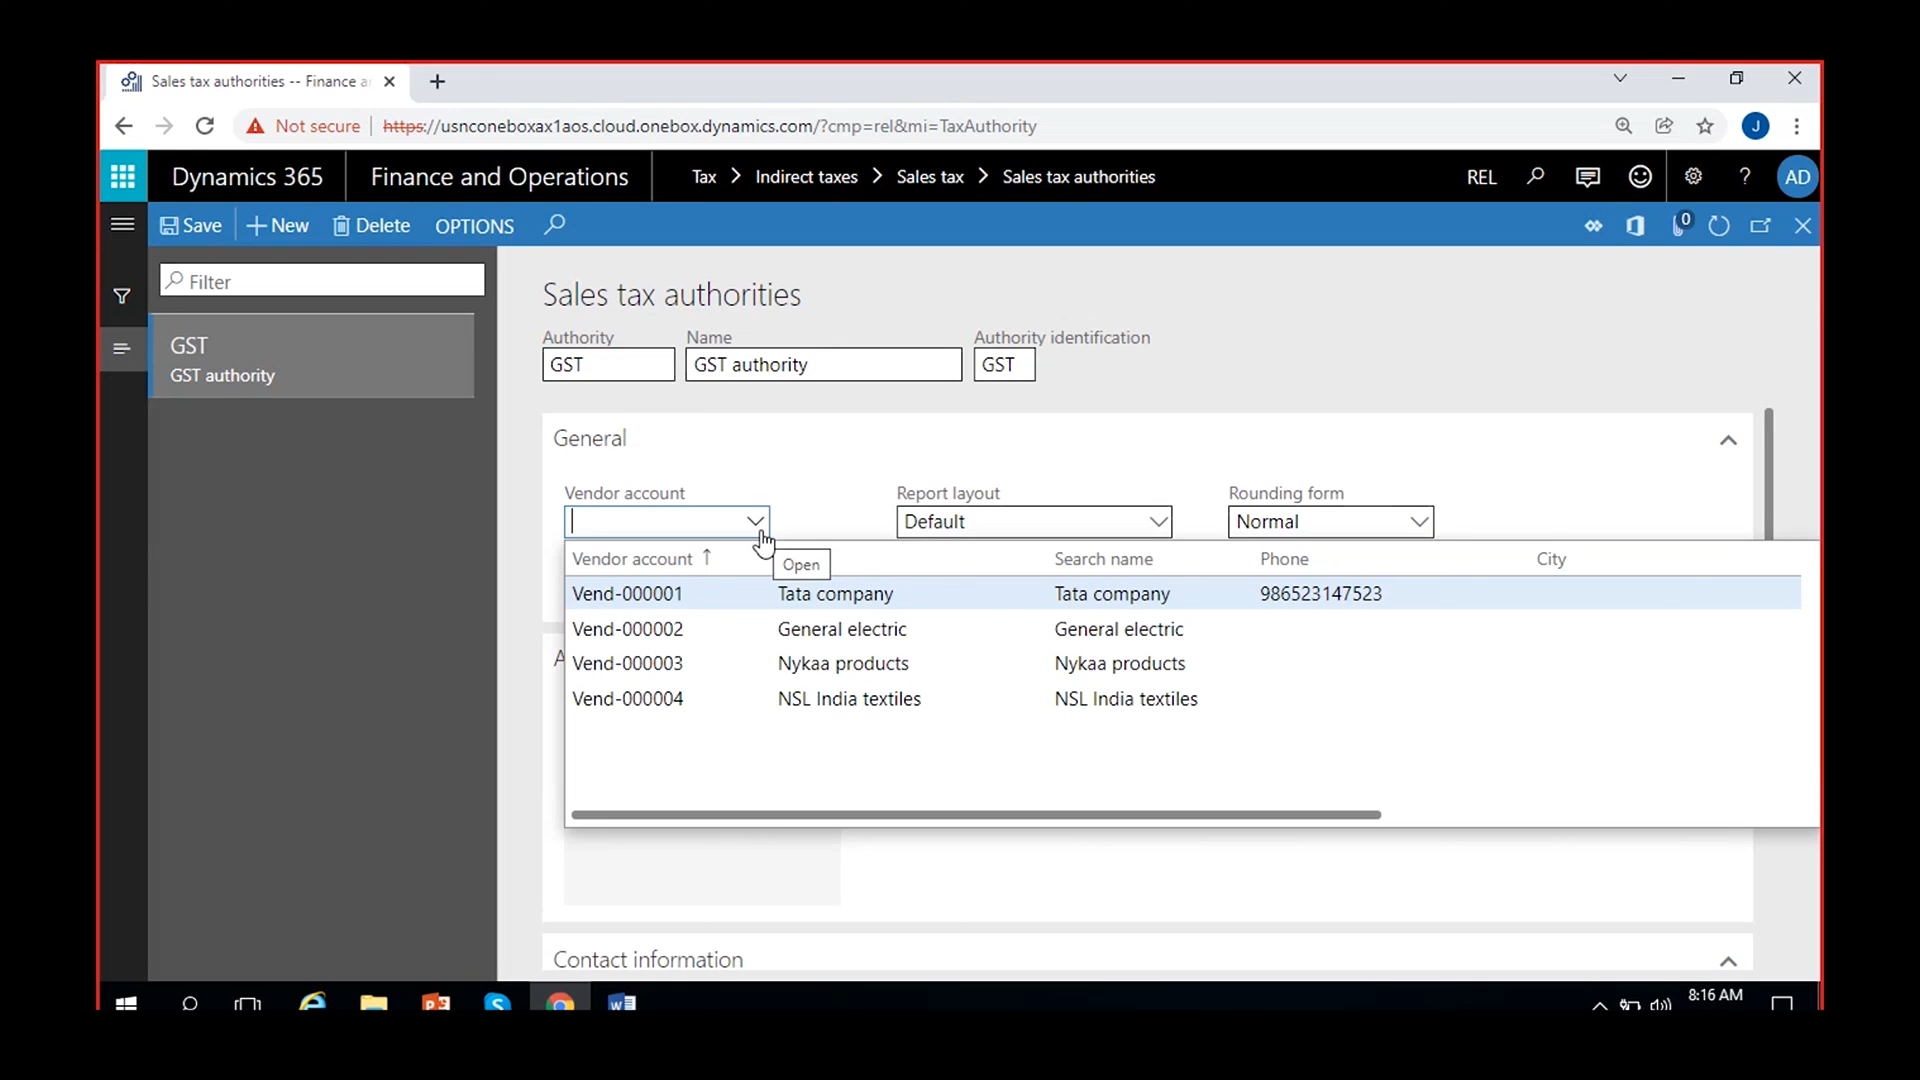 Sales tax authorities -- Finance a
Not secure https://usnconeboxax1aos.cloud.onebox.dynamics.com/?cmp=rel&mi=TaxAuthority J
Dynamics 365 Finance and Operations Tax > Indirect taxes > Sales tax > Sales tax authorities REL ? AD
Save New Delete OPTIONS 0
Filter
GST
GST authority
Sales tax authorities
Authority Name Authority identification
GST GST authority GST
General
Vendor account Report layout Rounding form
Default Normal
Vendor account Search name Phone City
Open
Vend-000001 Tata company Tata company 986523147523
Vend-000002 General electric General electric
Vend-000003 Nykaa products Nykaa products
Vend-000004 NSL India textiles NSL India textiles
Contact information
8:16 AM